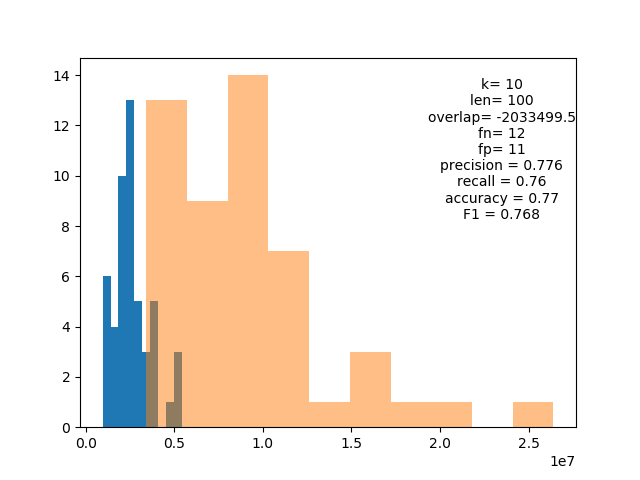 k= 10
len= 100
overlap= -2033499.5
fn= 12
fp= 11
precision = 0.776
recall = 0.76
accuracy = 0.77
F1 = 0.768
14
12
10
8
6
4
2
0
0.0 0.5 1.0 1.5 2.0 2.5
1e7